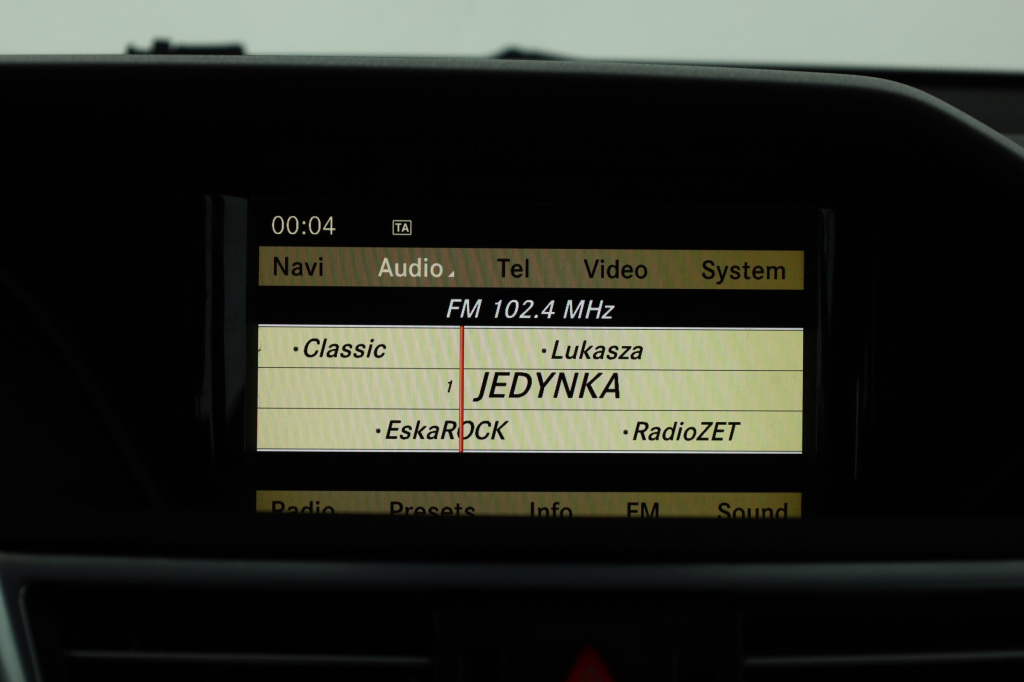 00:04 TA
Navi Audio Tel Video System
FM 102.4 MHz
•Classic •Lukasza
1 JEDYNKA
•EskaROCK •RadioZET
Radio Presets Info FM Sound